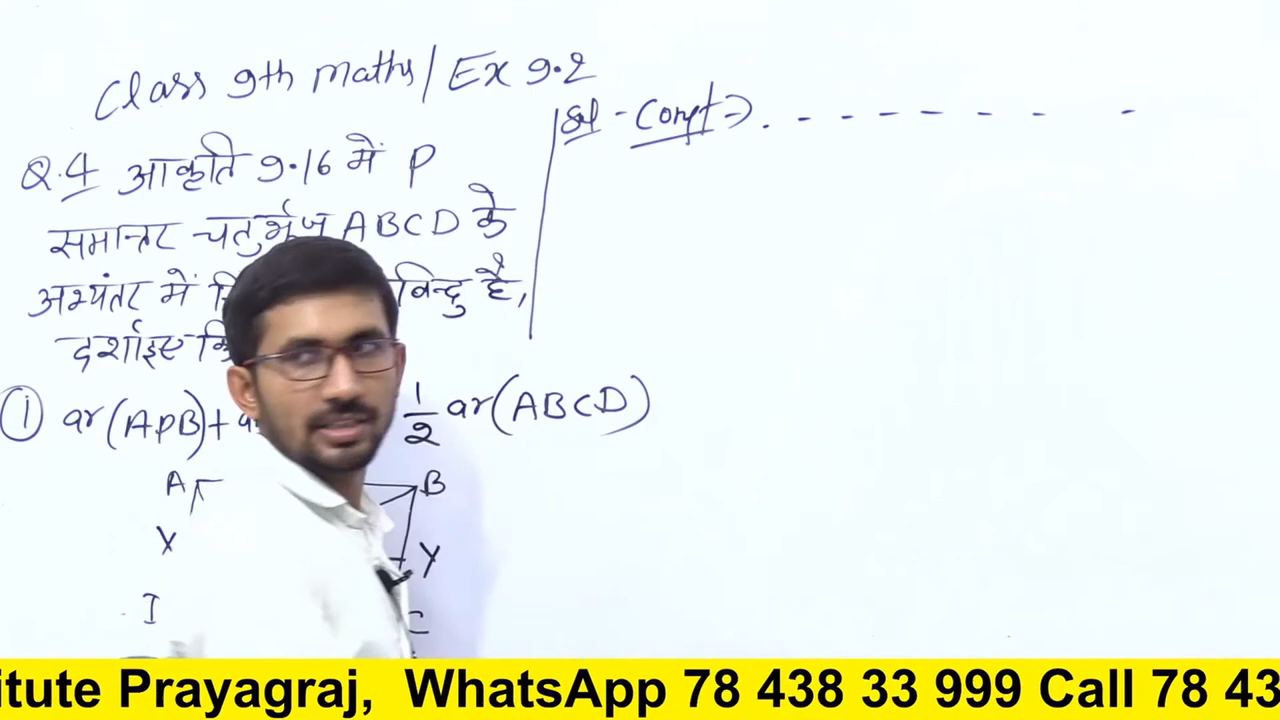 Class 9th maths / Ex 9.2
Q.4 आकृति 9.16 में P
समान्तर चतुर्भुज ABCD के
अभ्यंतर में बिन्दु है,
दर्शाइए
① ar(APB)+ 1/2 ar(ABCD)
Sol - Const ⇒ . - - - - - - -
A B
X Y
C
itute Prayagraj, WhatsApp 78 438 33 999 Call 78 43